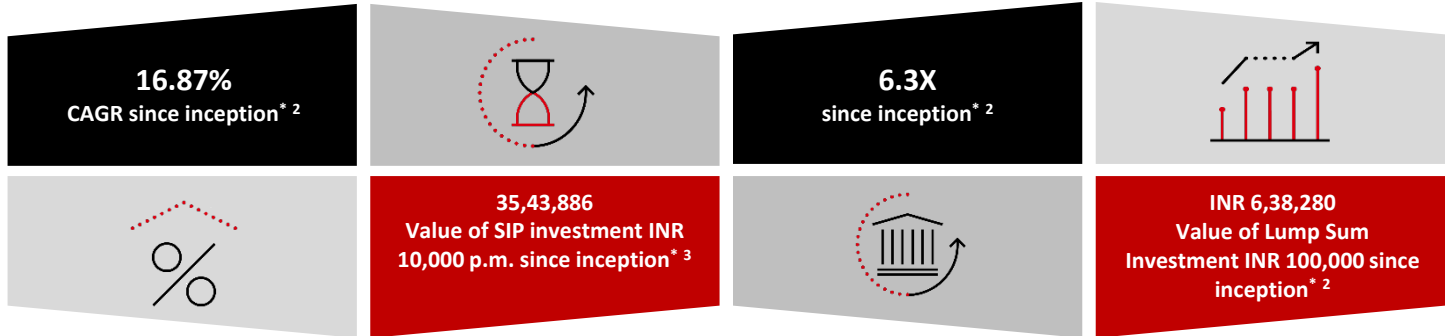 16.87%
CAGR since inception* 2
6.3X
since inception* 2
35,43,886
Value of SIP investment INR
10,000 p.m. since inception* 3
INR 6,38,280
Value of Lump Sum
Investment INR 100,000 since
inception* 2